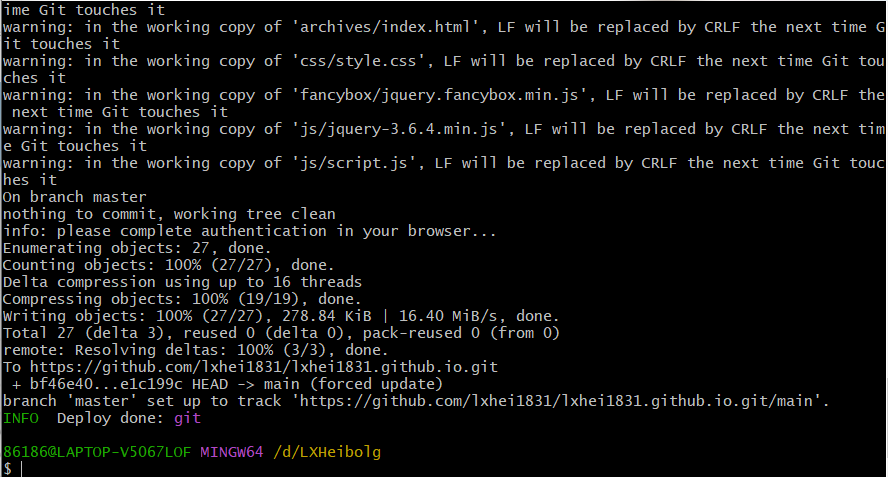 ime Git touches it
warning: in the working copy of 'archives/index.html', LF will be replaced by CRLF the next time G
it touches it
warning: in the working copy of 'css/style.css', LF will be replaced by CRLF the next time Git tou
ches it
warning: in the working copy of 'fancybox/jquery.fancybox.min.js', LF will be replaced by CRLF the
 next time Git touches it
warning: in the working copy of 'js/jquery-3.6.4.min.js', LF will be replaced by CRLF the next tim
e Git touches it
warning: in the working copy of 'js/script.js', LF will be replaced by CRLF the next time Git touc
hes it
On branch master
nothing to commit, working tree clean
info: please complete authentication in your browser...
Enumerating objects: 27, done.
Counting objects: 100% (27/27), done.
Delta compression using up to 16 threads
Compressing objects: 100% (19/19), done.
Writing objects: 100% (27/27), 278.84 KiB | 16.40 MiB/s, done.
Total 27 (delta 3), reused 0 (delta 0), pack-reused 0 (from 0)
remote: Resolving deltas: 100% (3/3), done.
To https://github.com/lxhei1831/lxhei1831.github.io.git
 + bf46e40...e1c199c HEAD -> main (forced update)
branch 'master' set up to track 'https://github.com/lxhei1831/lxhei1831.github.io.git/main'.
INFO  Deploy done: git
86186@LAPTOP-V5067LOF MINGW64 /d/LXHeibolg
$